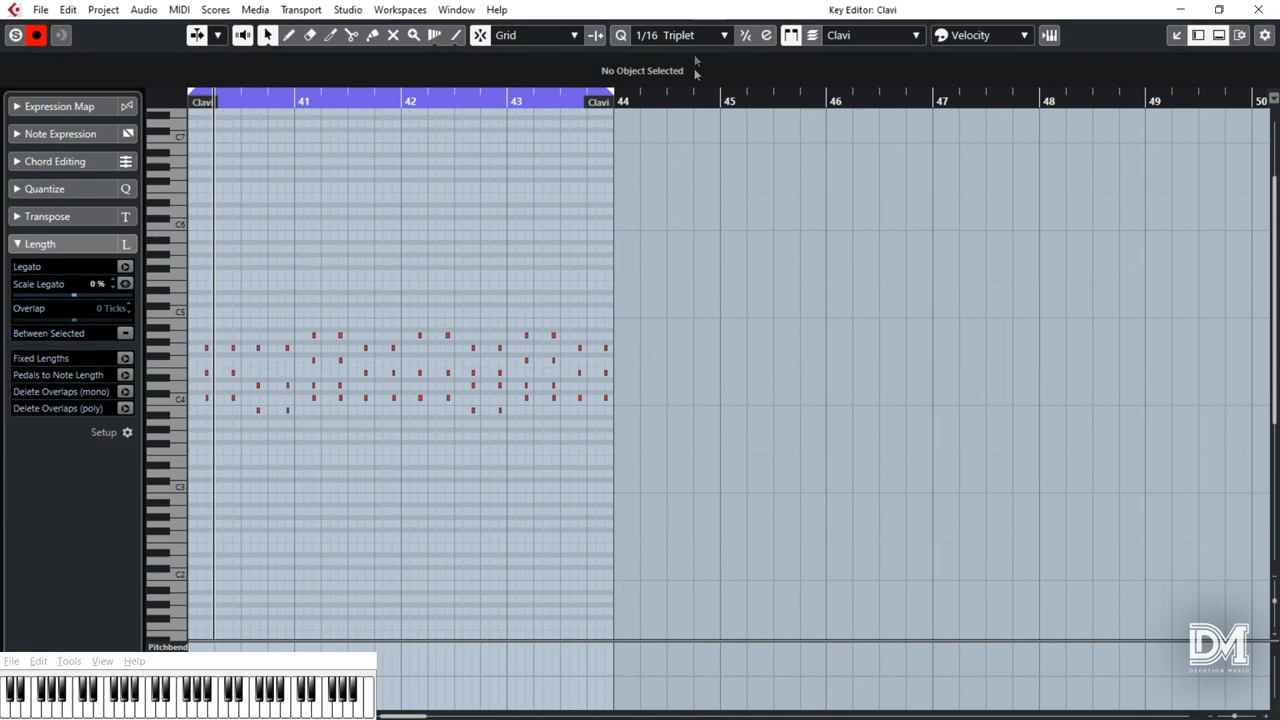 File Edit Project Audio MIDI Scores Media Transport Studio Workspaces Window Help Key Editor: Clavi
S Grid Q 1/16 Triplet Clavi Velocity
No Object Selected
Clavi 41 42 43 Clavi 44 45 46 47 48 49 50
Expression Map
Note Expression
Chord Editing
Quantize Q
Transpose T
Length L
Legato
Scale Legato 0 %
Overlap 0 Ticks
Between Selected
Fixed Lengths
Pedals to Note Length
Delete Overlaps (mono)
Delete Overlaps (poly)
Setup
C7
C6
C5
C4
C3
C2
Pitchbend
File Edit Tools View Help
DM
DEVOTION MUSIC